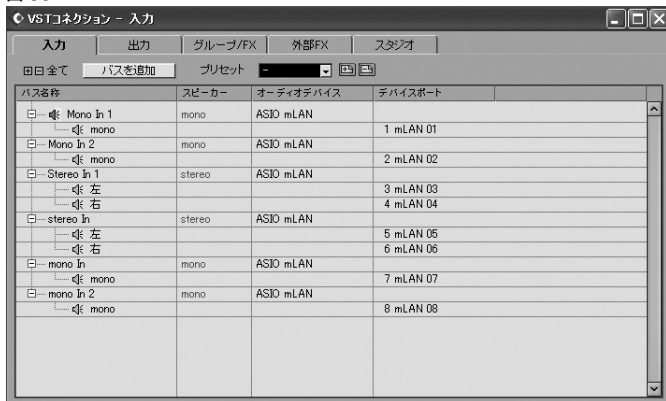 VSTコネクション - 入力
入力 出力 グループ/FX 外部FX スタジオ
全て バスを追加 プリセット -
バス名称 スピーカー オーディオデバイス デバイスポート
Mono In 1 mono ASIO mLAN
mono 1 mLAN 01
Mono In 2 mono ASIO mLAN
mono 2 mLAN 02
Stereo In 1 stereo ASIO mLAN
左 3 mLAN 03
右 4 mLAN 04
stereo In stereo ASIO mLAN
左 5 mLAN 05
右 6 mLAN 06
mono In mono ASIO mLAN
mono 7 mLAN 07
mono In 2 mono ASIO mLAN
mono 8 mLAN 08